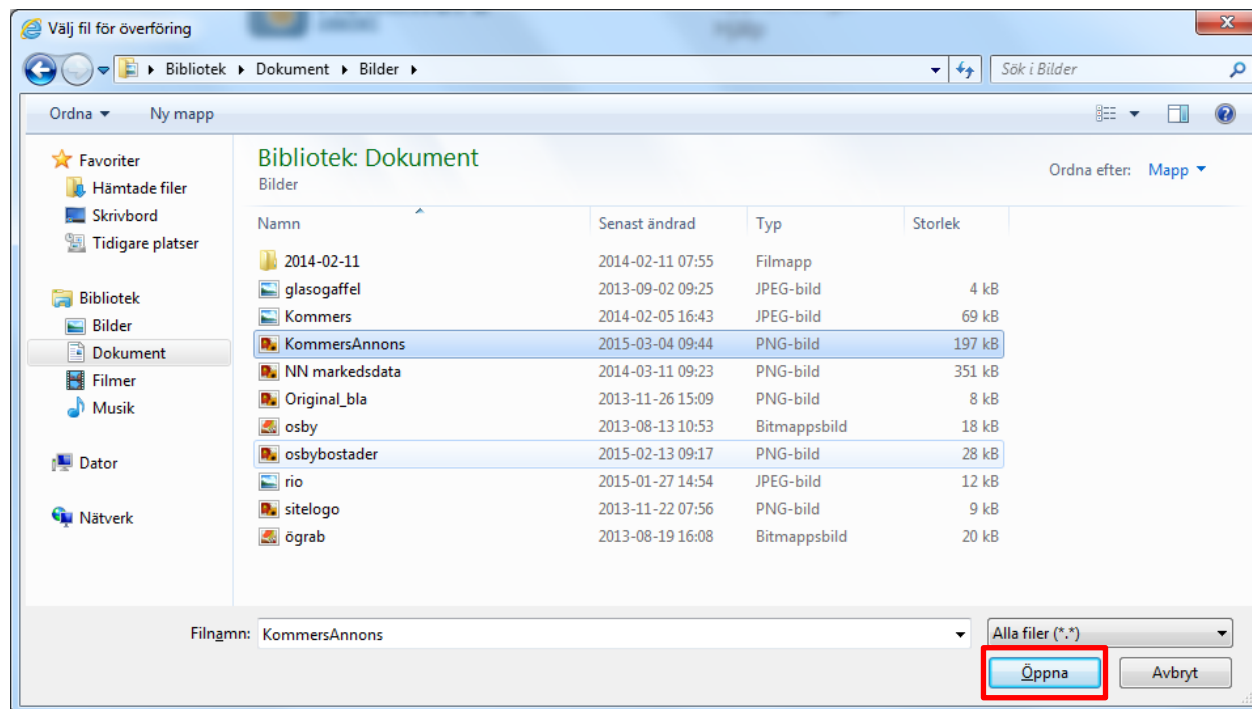 Välj fil för överföring
Bibliotek Dokument Bilder
Sök i Bilder
Ordna Ny mapp
Favoriter
Hämtade filer
Skrivbord
Tidigare platser
Bibliotek
Bilder
Dokument
Filmer
Musik
Dator
Nätverk
Bibliotek: Dokument
Bilder
Ordna efter: Mapp
Namn Senast ändrad Typ Storlek
2014-02-11 2014-02-11 07:55 Filmapp
glasogaffel 2013-09-02 09:25 JPEG-bild 4 kB
Kommers 2014-02-05 16:43 JPEG-bild 69 kB
KommersAnnons 2015-03-04 09:44 PNG-bild 197 kB
NN markedsdata 2014-03-11 09:23 PNG-bild 351 kB
Original_bla 2013-11-26 15:09 PNG-bild 8 kB
osby 2013-08-13 10:53 Bitmappsbild 18 kB
osbybostader 2015-02-13 09:17 PNG-bild 28 kB
rio 2015-01-27 14:54 JPEG-bild 12 kB
sitelogo 2013-11-22 07:56 PNG-bild 9 kB
ögrab 2013-08-19 16:08 Bitmappsbild 20 kB
Filnamn: KommersAnnons
Alla filer (*.*)
Öppna Avbryt